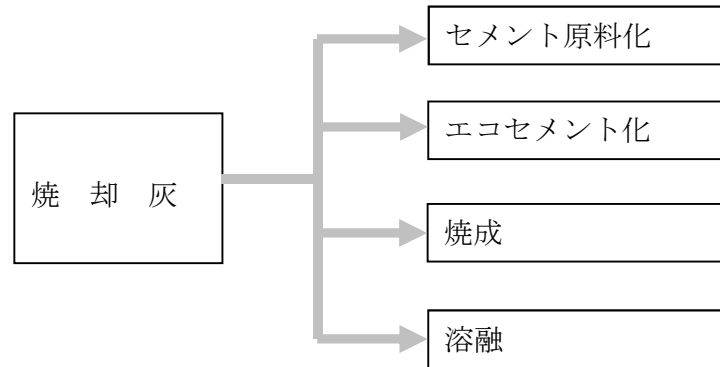 焼 却 灰
セメント原料化
エコセメント化
焼成
溶融